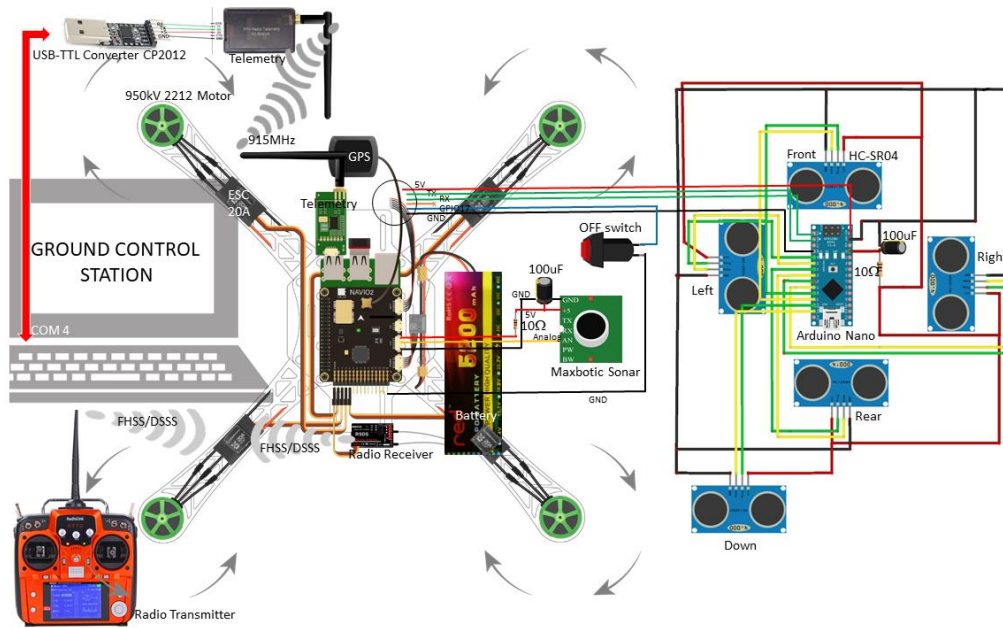 USB-TTL Converter CP2012
Telemetry
950kV 2212 Motor
915MHz
GPS
ESC
20A
Telemetry
5V
TX
RX
GPIO17
GND
Front
HC-SR04
OFF switch
100uF
10Ω
Left
Right
Arduino Nano
GROUND CONTROL
STATION
COM 4
NAVIO2
100uF
GND
5V
10Ω
Analog
GND
+5
TX
RX
AN
PW
BW
Maxbotic Sonar
GND
Rear
Battery
FHSS/DSSS
FHSS/DSSS
Radio Receiver
Down
Radio Transmitter